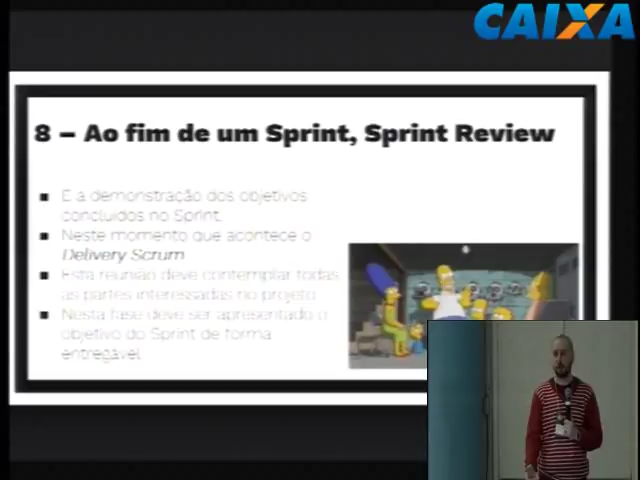 CAIXA
8 – Ao fim de um Sprint, Sprint Review
E a demonstração dos objetivos
concluidos no Sprint.
Neste momento que acontece o
Delivery Scrum
Esta reunião deve contemplar todas
as partes interessadas no projeto
Nesta fase deve ser apresentado o
objetivo do Sprint de forma
entregável